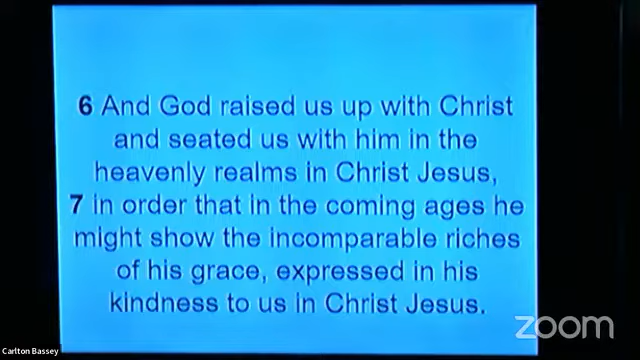 6 And God raised us up with Christ
and seated us with him in the
heavenly realms in Christ Jesus,
7 in order that in the coming ages he
might show the incomparable riches
of his grace, expressed in his
kindness to us in Christ Jesus.
zoom
Carlton Bassey